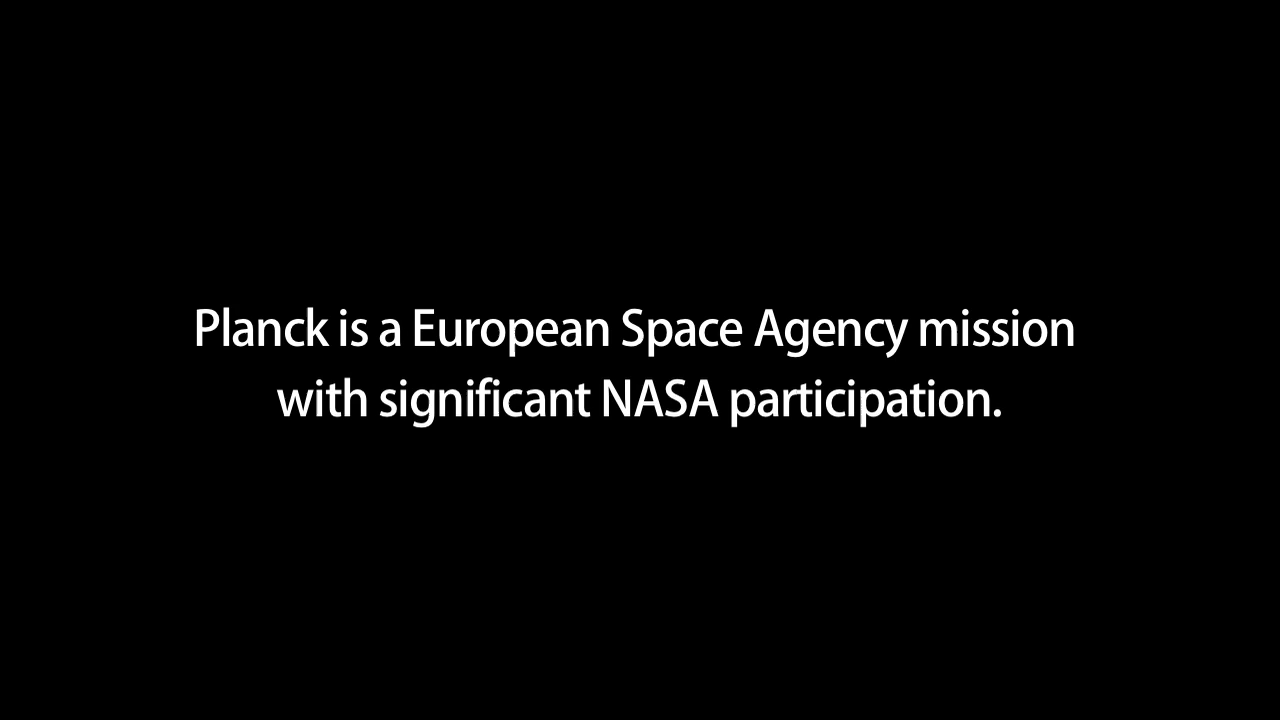 Planck is a European Space Agency mission
with significant NASA participation.